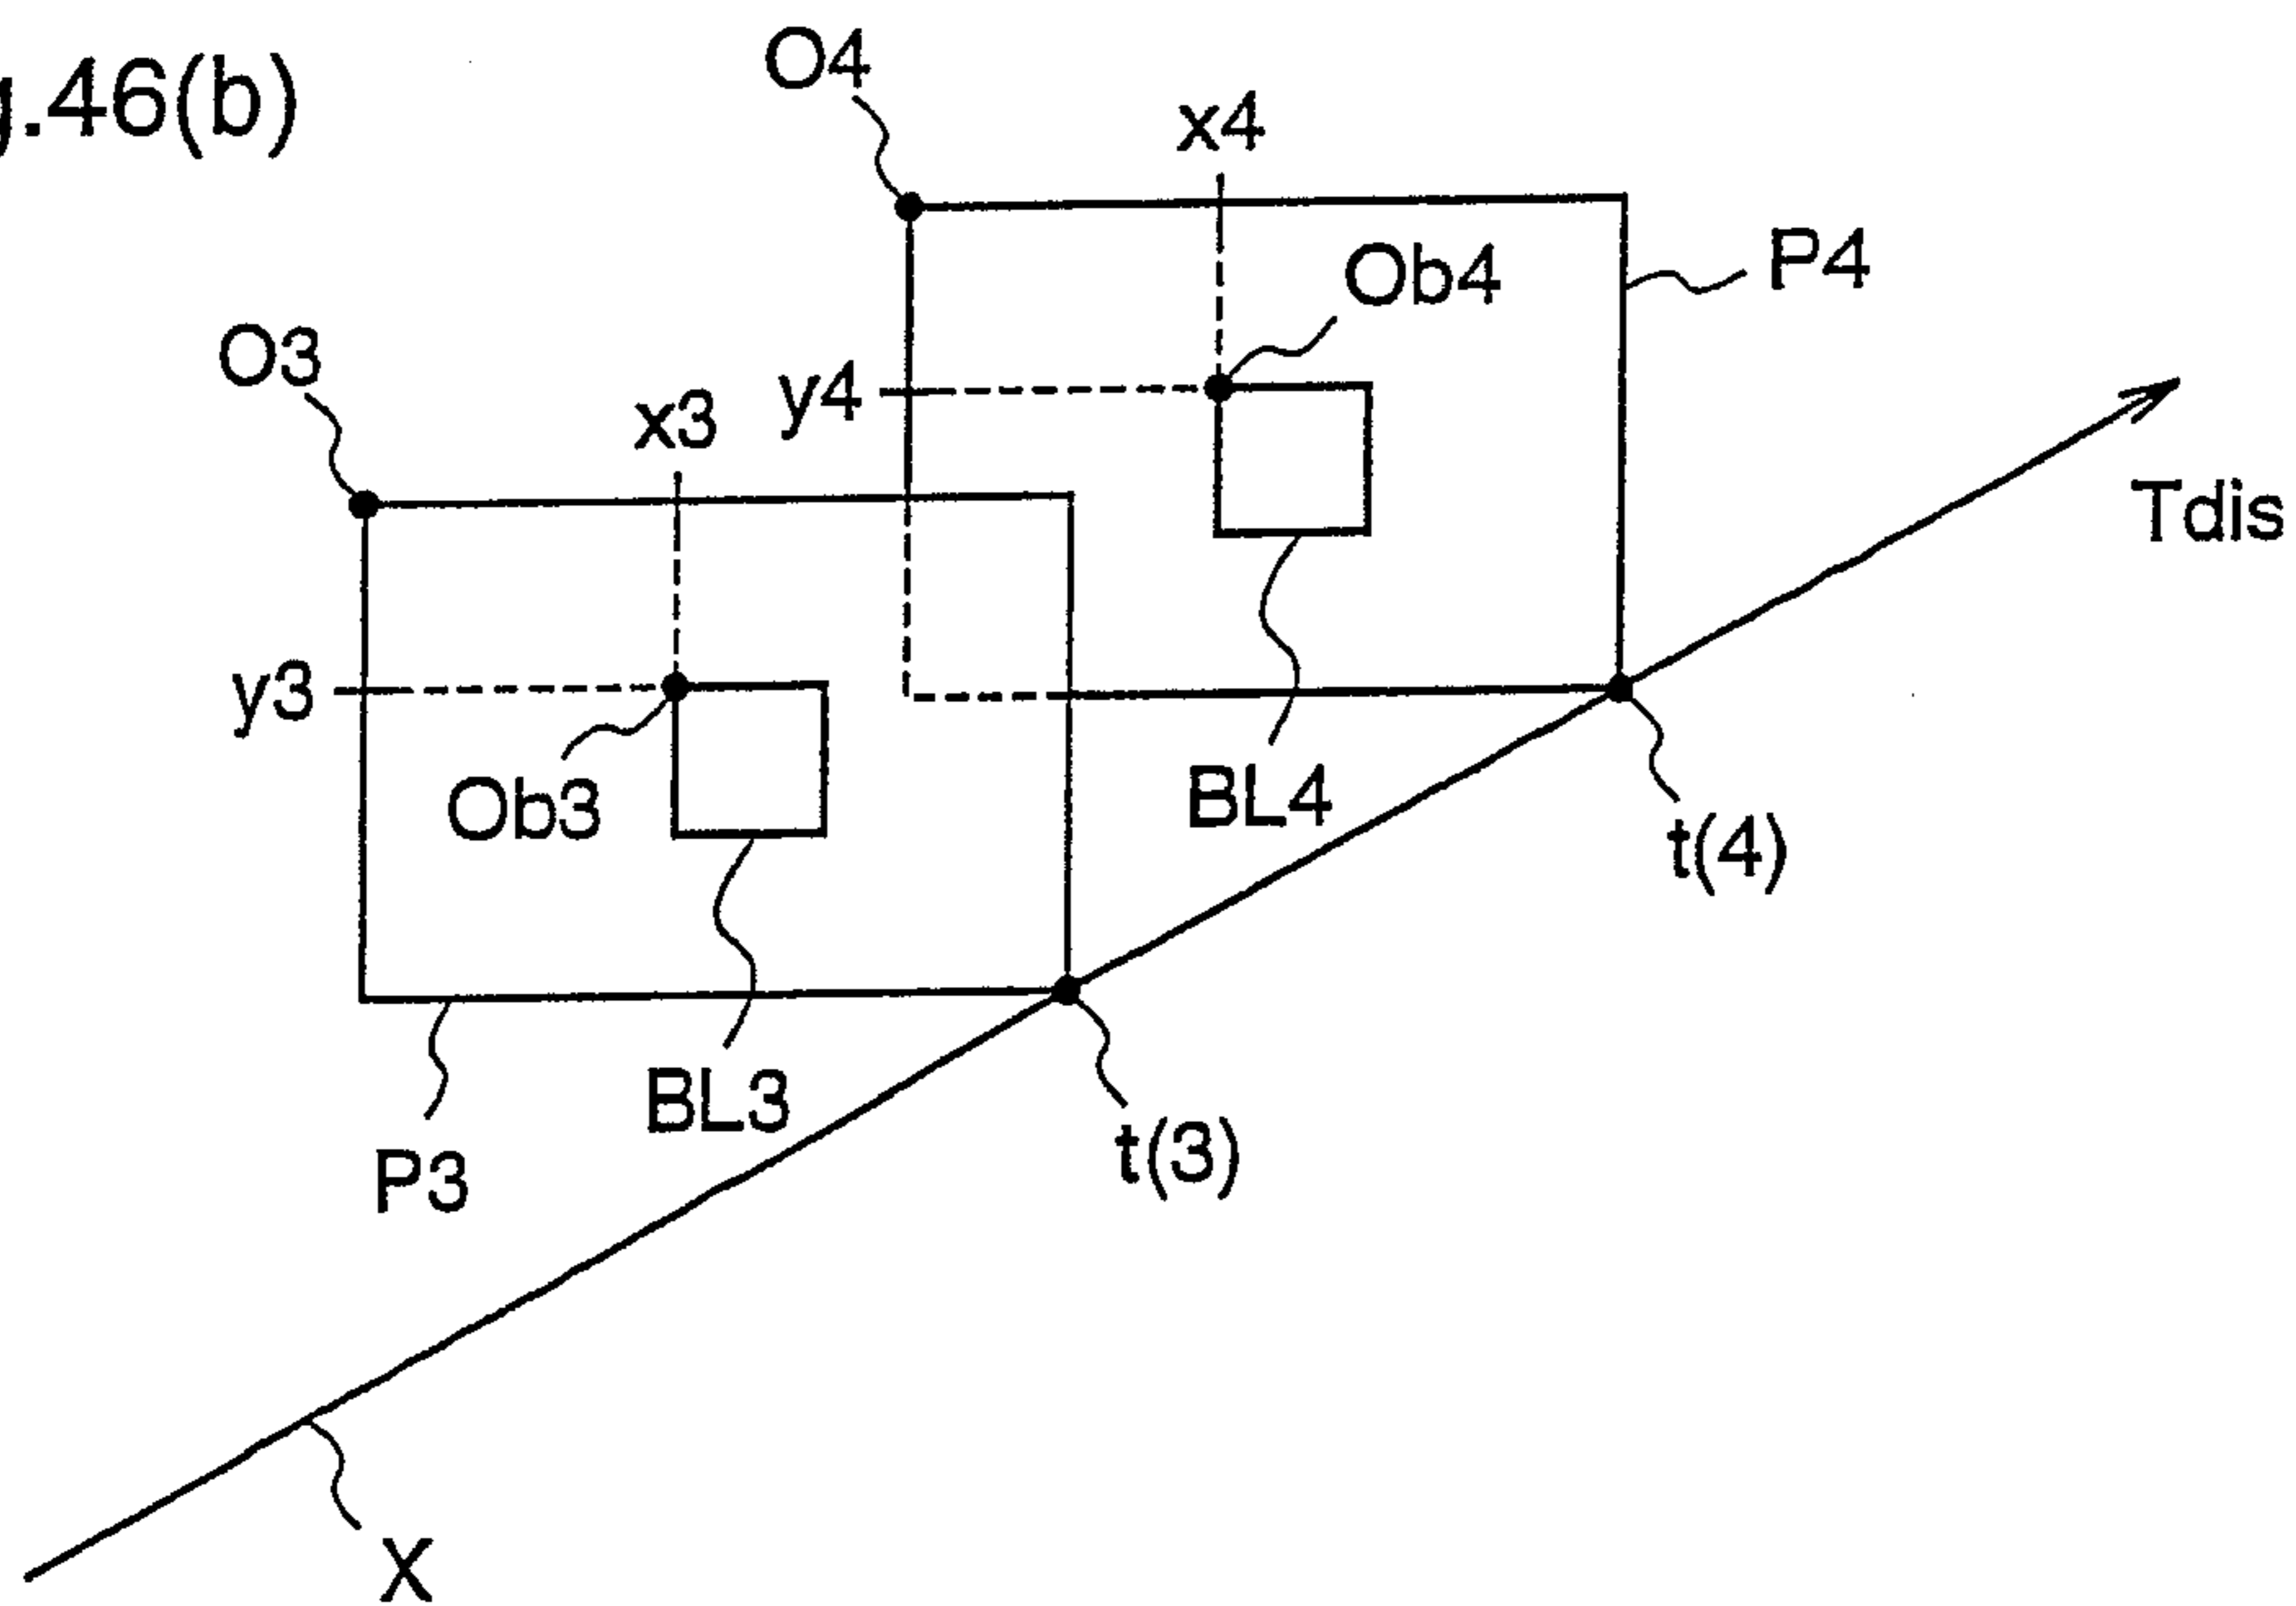 g.46(b)
O4
x4
P4
Ob4
O3
x3
y4
Tdis
y3
Ob3
BL4
t(4)
BL3
t(3)
P3
X